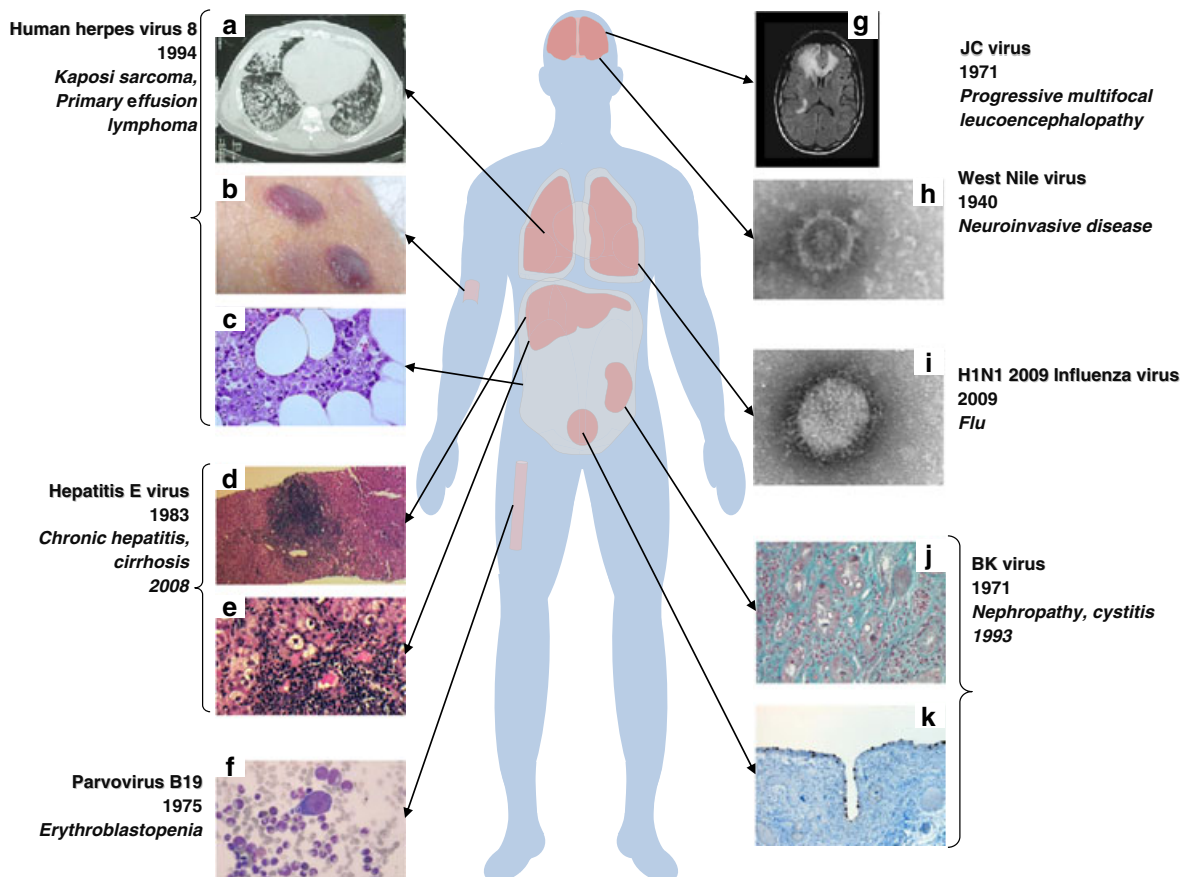 Human herpes virus 8
1994
Kaposi sarcoma,
Primary effusion
lymphoma
a
b
c
Hepatitis E virus
1983
Chronic hepatitis,
cirrhosis
2008
d
e
Parvovirus B19
1975
Erythroblastopenia
f
g
JC virus
1971
Progressive multifocal
leucoencephalopathy
h
West Nile virus
1940
Neuroinvasive disease
i
H1N1 2009 Influenza virus
2009
Flu
j
BK virus
1971
Nephropathy, cystitis
1993
k